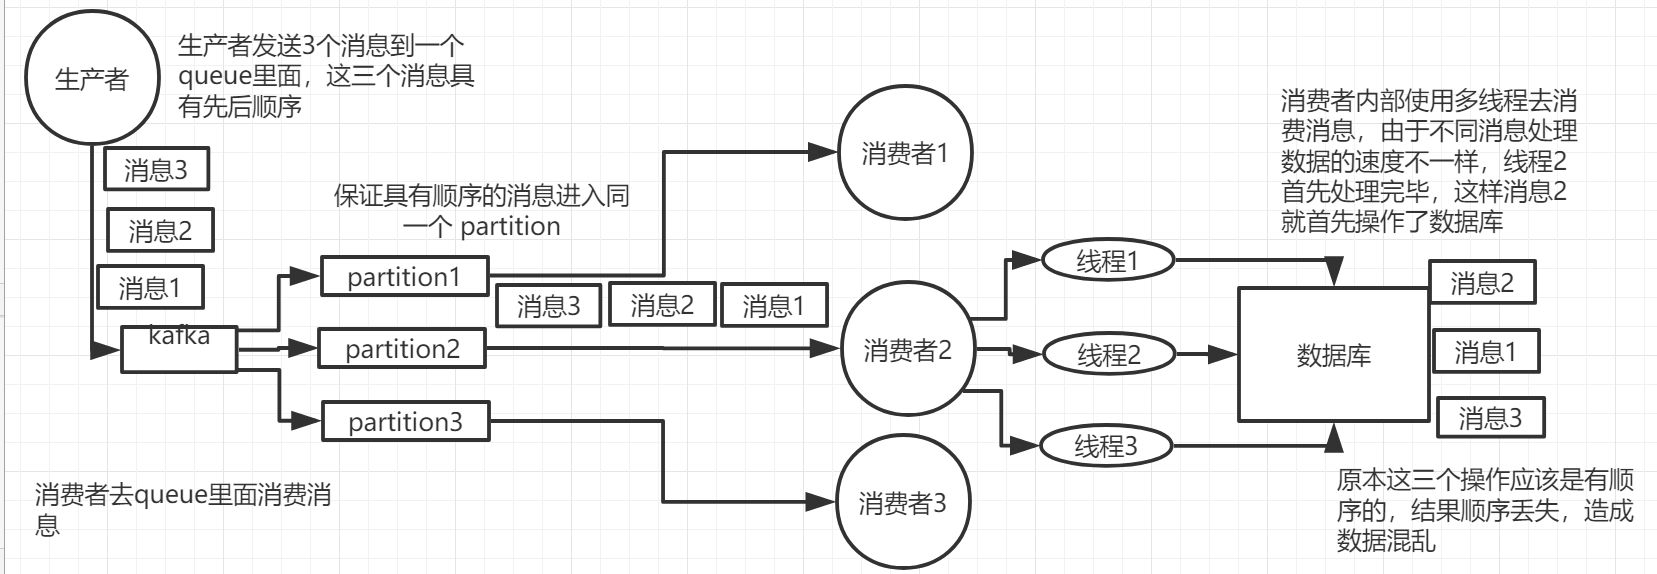 生产者
生产者发送3个消息到一个
queue里面，这三个消息具
有先后顺序
消息3
消息2
消息1
kafka
保证具有顺序的消息进入同
一个 partition
partition1
partition2
partition3
消息3
消息2
消息1
消费者去queue里面消费消
息
消费者1
消费者2
消费者3
线程1
线程2
线程3
消费者内部使用多线程去消
费消息，由于不同消息处理
数据的速度不一样，线程2
首先处理完毕，这样消息2
就首先操作了数据库
数据库
消息2
消息1
消息3
原本这三个操作应该是有顺
序的，结果顺序丢失，造成
数据混乱